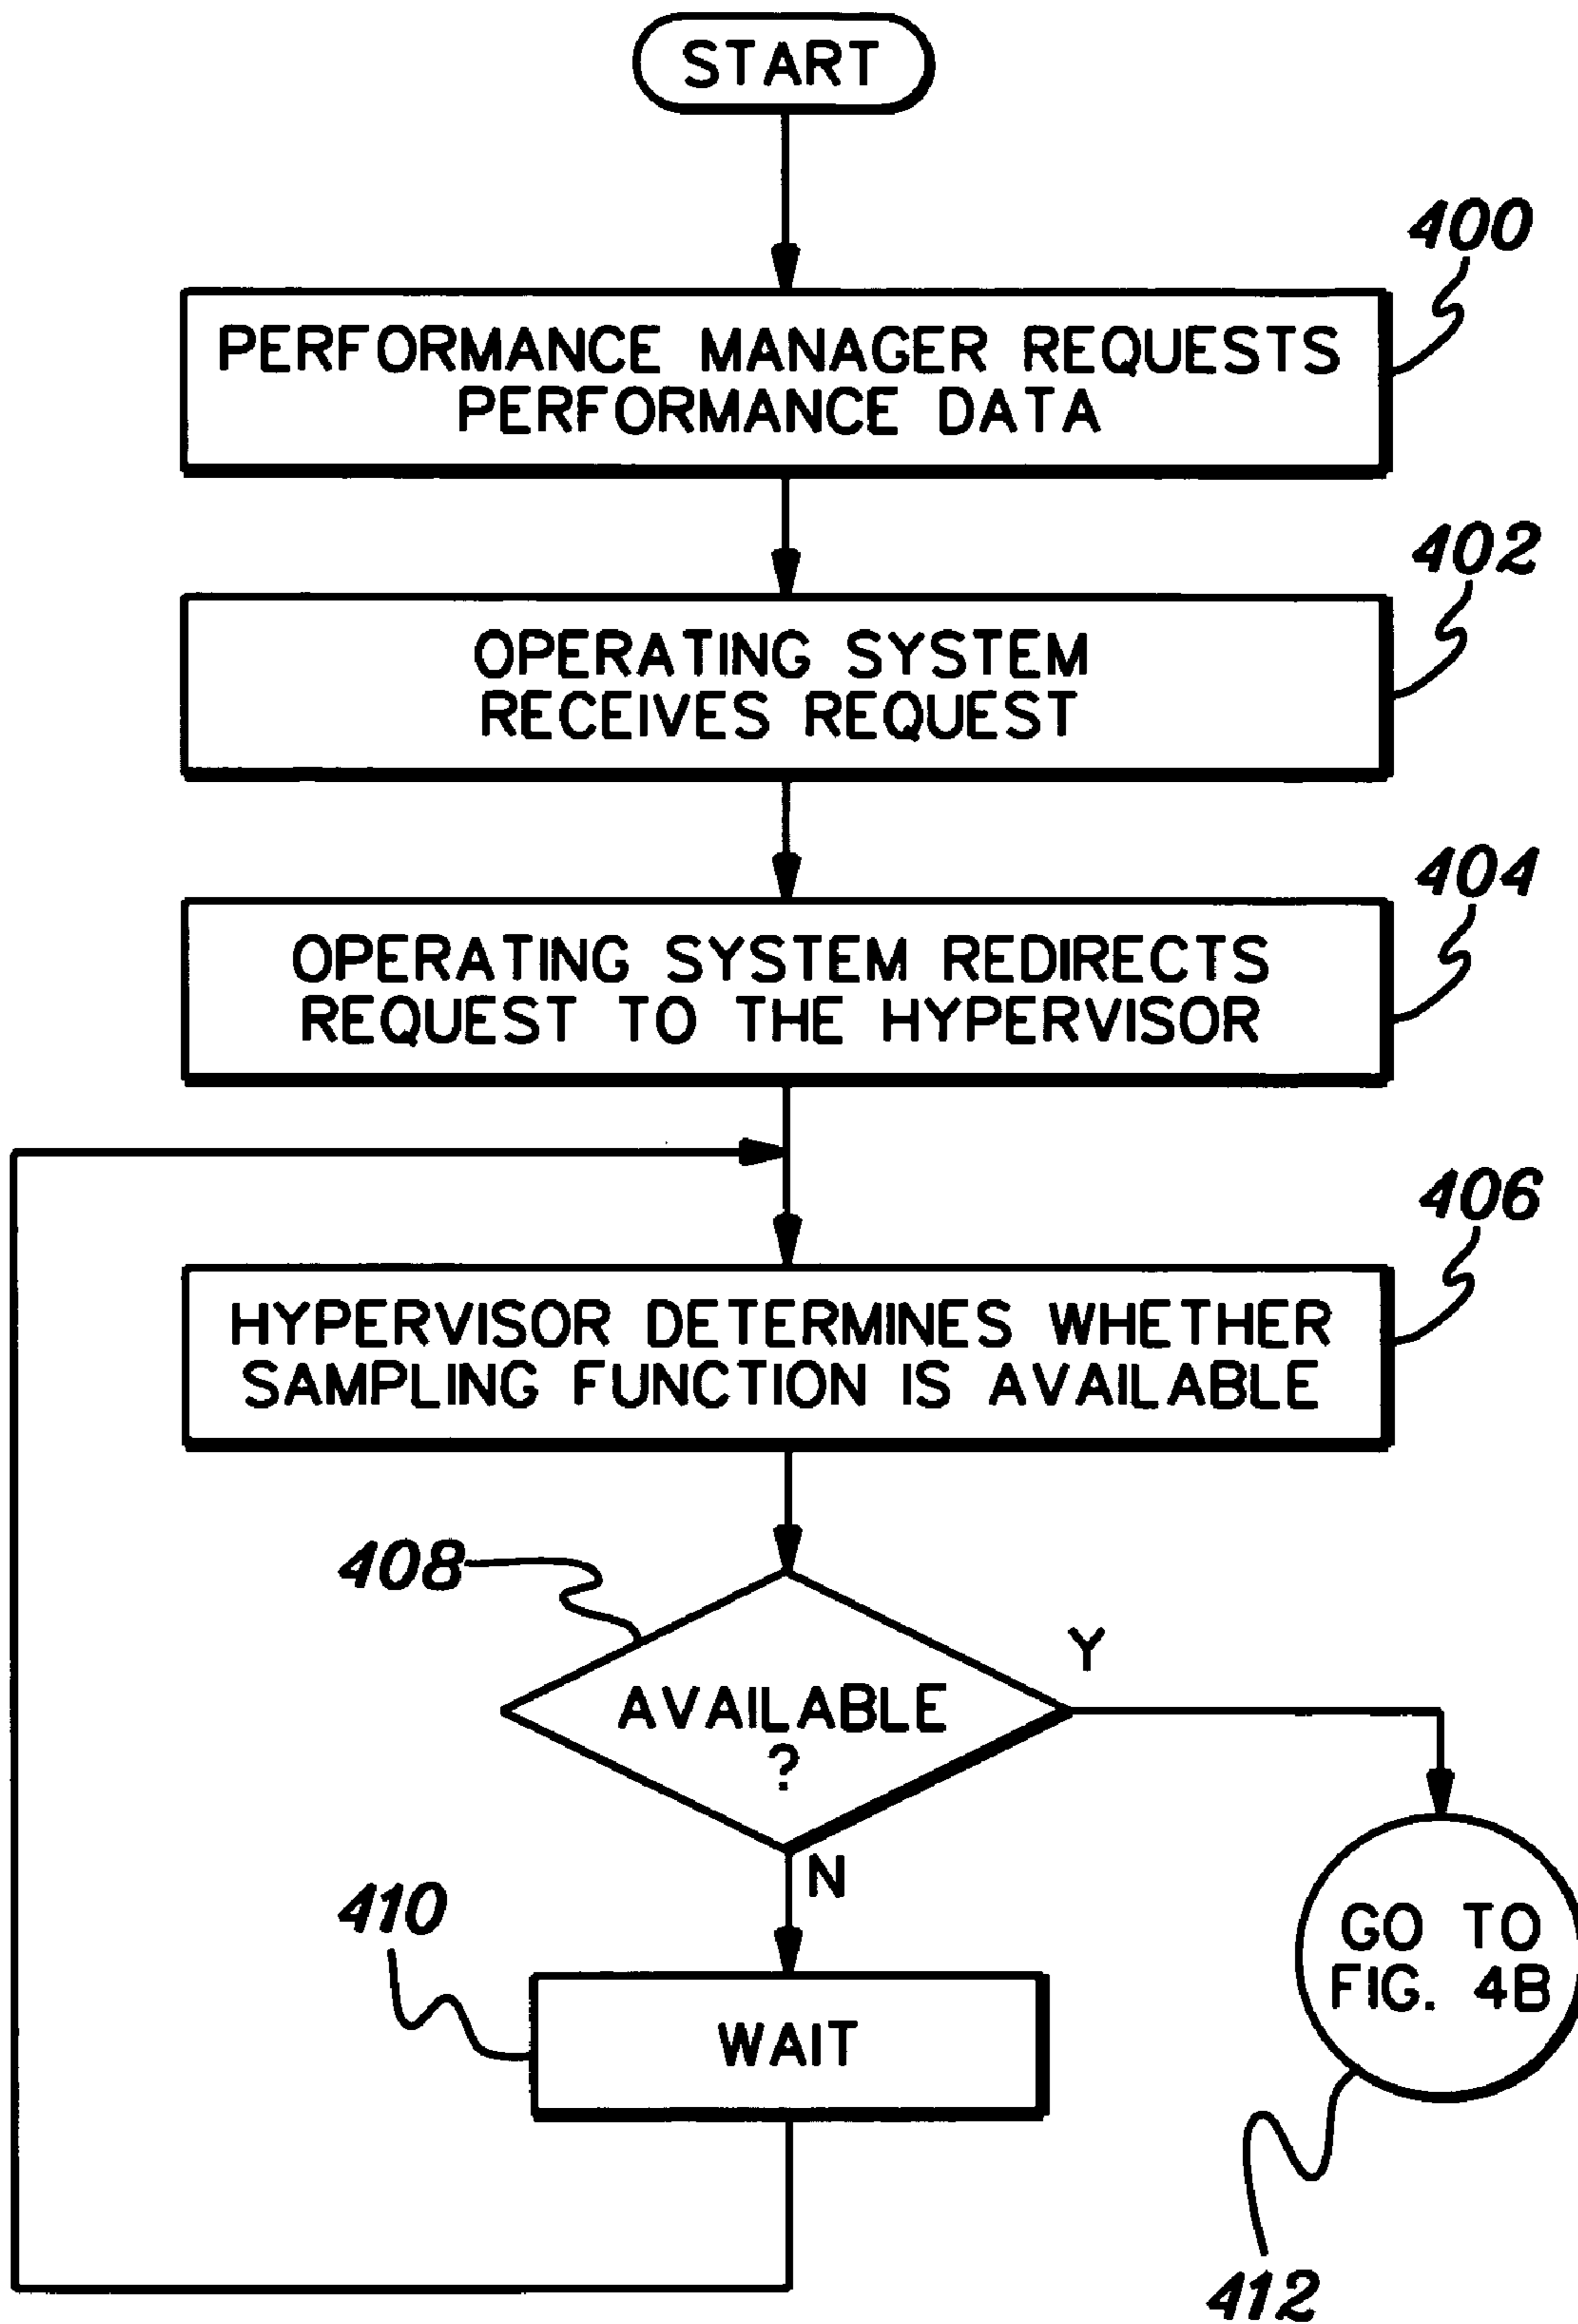 START
400
PERFORMANCE MANAGER REQUESTS
PERFORMANCE DATA
402
OPERATING SYSTEM
RECEIVES REQUEST
404
OPERATING SYSTEM REDIRECTS
REQUEST TO THE HYPERVISOR
406
HYPERVISOR DETERMINES WHETHER
SAMPLING FUNCTION IS AVAILABLE
408
Y
AVAILABLE
?
N
410
GO TO
FIG. 4B
WAIT
412